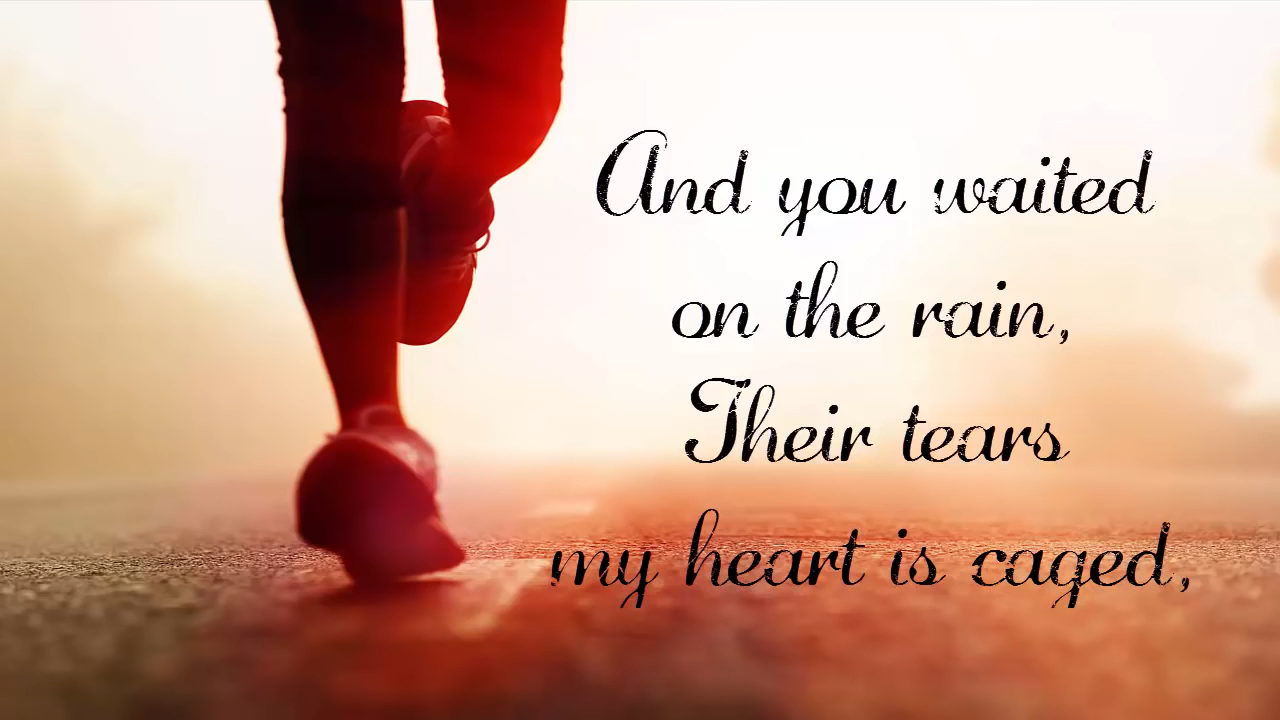 And you waited
on the rain,
Their tears
my heart is caged,